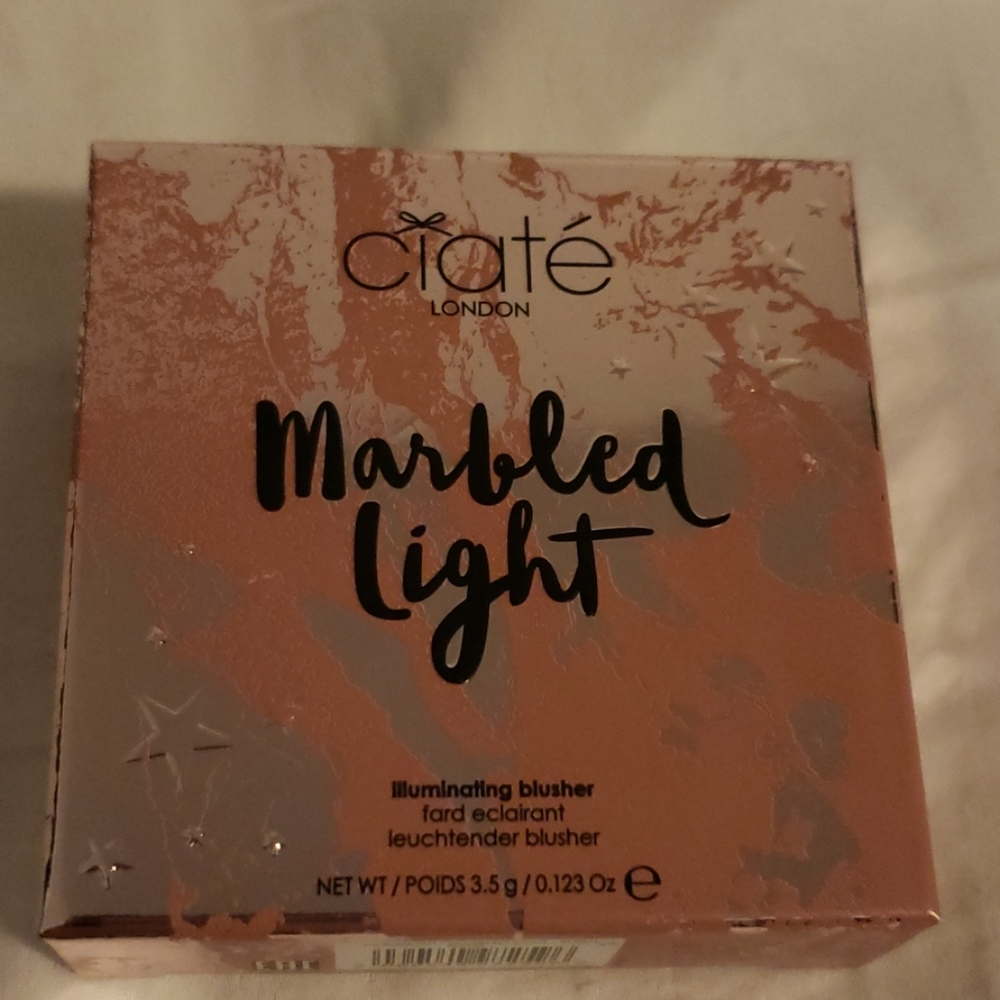 ciaté
LONDON
Marbled
Light
illuminating blusher
fard eclairant
leuchtender blusher
NET WT / POIDS 3.5 g / 0.123 Oz ℮